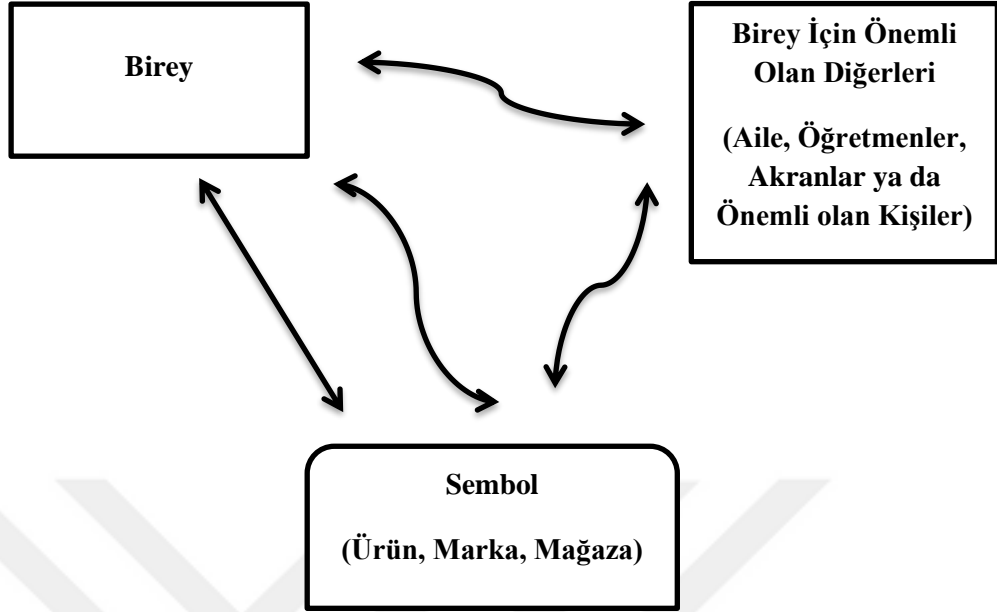 Birey
Birey İçin Önemli
Olan Diğerleri
(Aile, Öğretmenler,
Akranlar ya da
Önemli olan Kişiler)
Sembol
(Ürün, Marka, Mağaza)